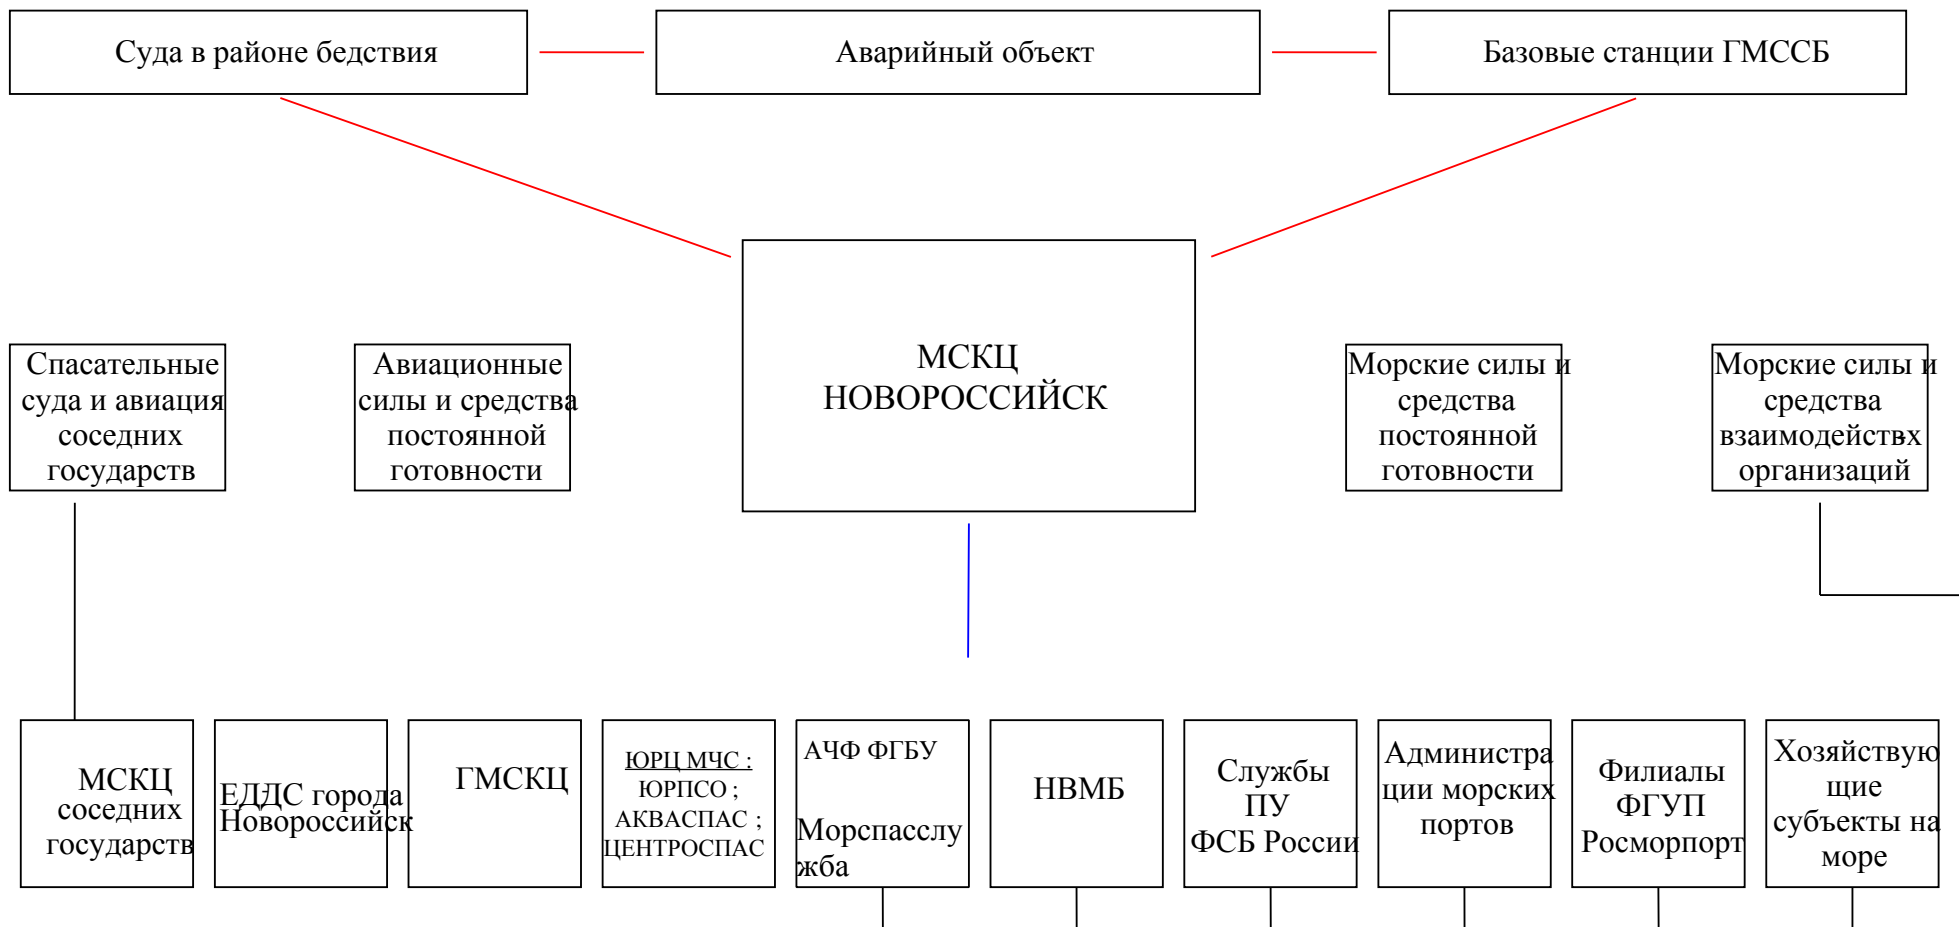 Суда в районе бедствия
Аварийный объект
Базовые станции ГМССБ
МСКЦ
НОВОРОССИЙСК
Спасательные
суда и авиация
соседних
государств
Авиационные
силы и средства
постоянной
готовности
Морские силы и
средства
постоянной
готовности
Морские силы и
средства
взаимодействх
организаций
МСКЦ
соседних
государств
ЕДДС города
Новороссийск
ГМСКЦ
ЮРЦ МЧС :
ЮРПСО ;
АКВАСПАС ;
ЦЕНТРОСПАС
АЧФ ФГБУ
Морспасслу
жба
НВМБ
Службы
ПУ
ФСБ России
Администра
ции морских
портов
Филиалы
ФГУП
Росморпорт
Хозяйствую
щие
субъекты на
море